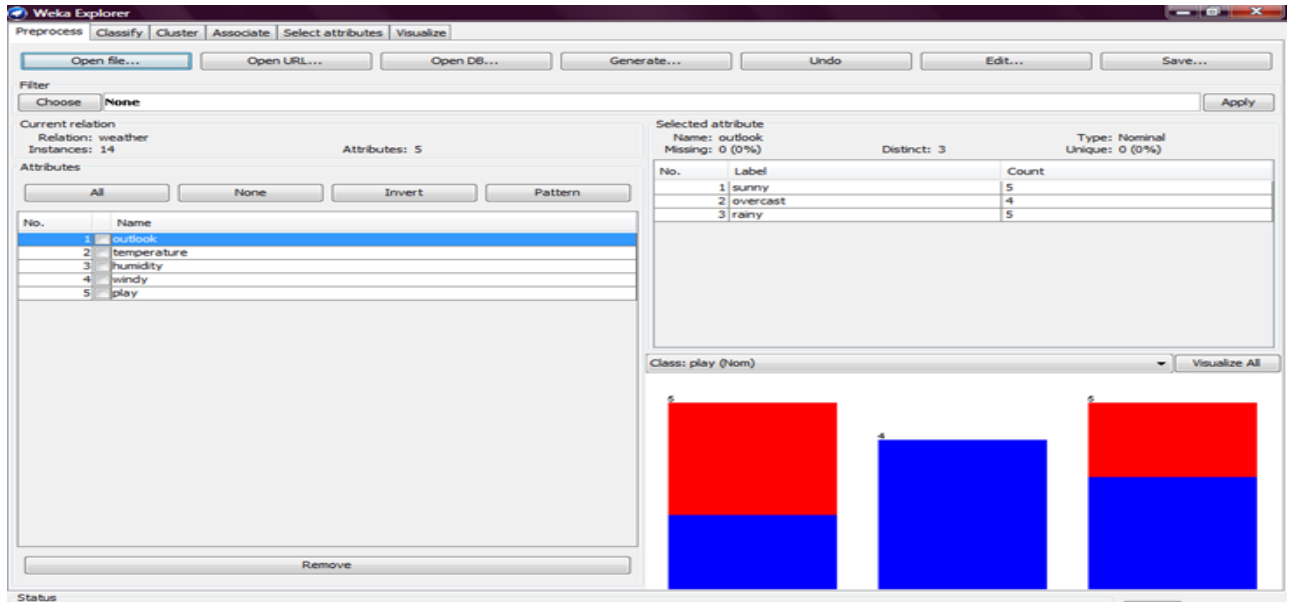 Weka Explorer
Preprocess Classify Cluster Associate Select attributes Visualize
Open file... Open URL... Open DB... Generate... Undo Edit... Save...
Filter
Choose None Apply
Current relation
Relation: weather
Instances: 14 Attributes: 5
Attributes
All None Invert Pattern
No. Name
1 outlook
2 temperature
3 humidity
4 windy
5 play
Remove
Selected attribute
Name: outlook Type: Nominal
Missing: 0 (0%) Distinct: 3 Unique: 0 (0%)
No. Label Count
1 sunny 5
2 overcast 4
3 rainy 5
Class: play (Nom) Visualize All
5 4 5
Status